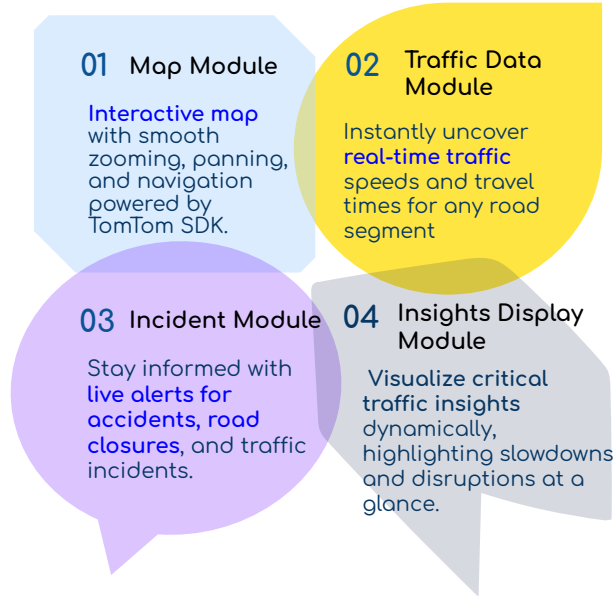 01 Map Module
Interactive map
with smooth
zooming, panning,
and navigation
powered by
TomTom SDK.
02 Traffic Data
Module
Instantly uncover
real-time traffic
speeds and travel
times for any road
segment
03 Incident Module
Stay informed with
live alerts for
accidents, road
closures, and traffic
incidents.
04 Insights Display
Module
Visualize critical
traffic insights
dynamically,
highlighting slowdowns
and disruptions at a
glance.